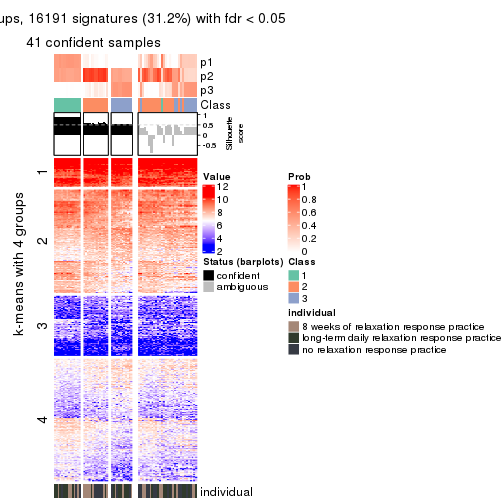 ups, 16191 signatures (31.2%) with fdr < 0.05
41 confident samples
p1
p2
p3
Class
1
0.5
0
-0.5
Silhouette
score
k-means with 4 groups
1
2
3
4
Value
12
10
8
6
4
2
Prob
1
0.8
0.6
0.4
0.2
0
Status (barplots)
confident
ambiguous
Class
1
2
3
individual
8 weeks of relaxation response practice
long-term daily relaxation response practice
no relaxation response practice
individual